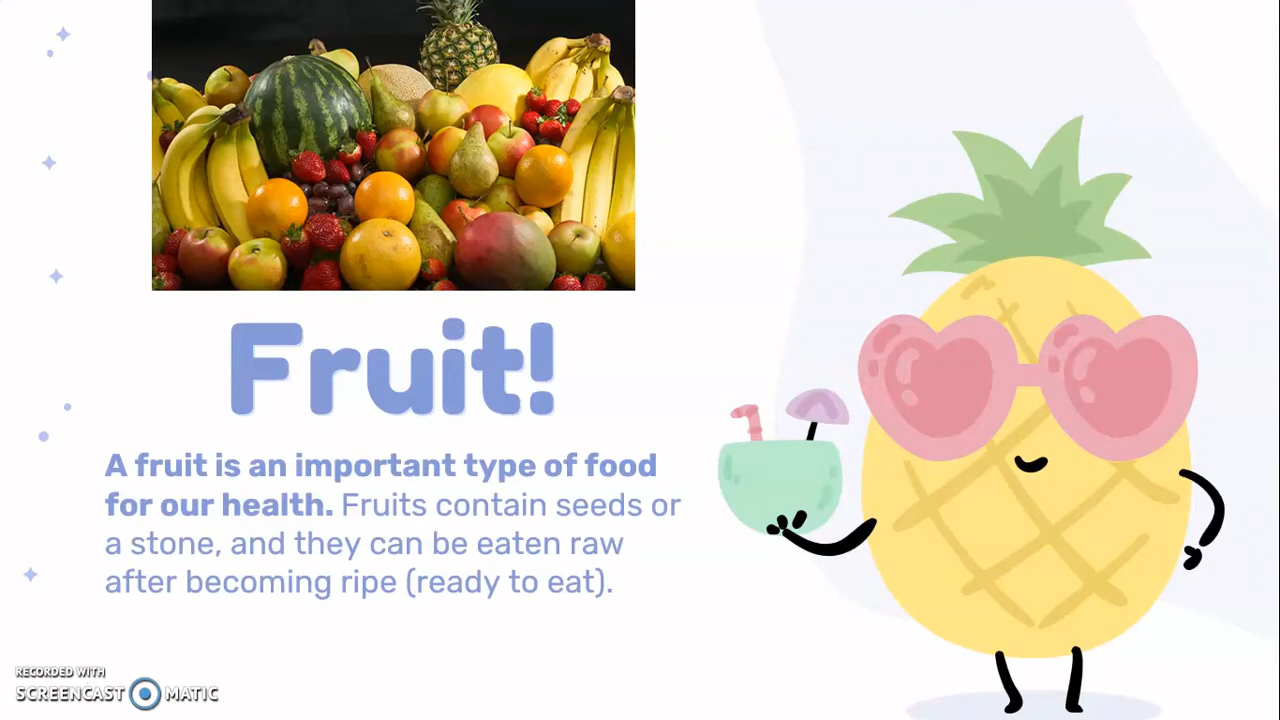 Fruit!
A fruit is an important type of food
for our health. Fruits contain seeds or
a stone, and they can be eaten raw
after becoming ripe (ready to eat).
RECORDED WITH
SCREENCAST MATIC